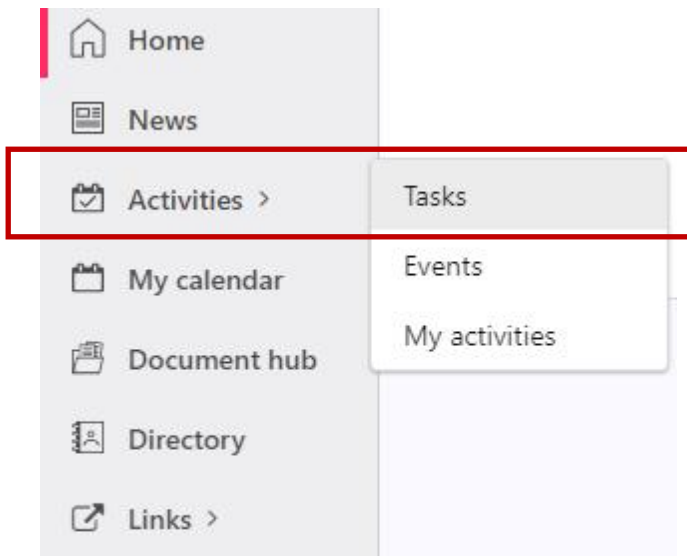 Home
News
Activities >
Tasks
Events
My calendar
My activities
Document hub
Directory
Links >